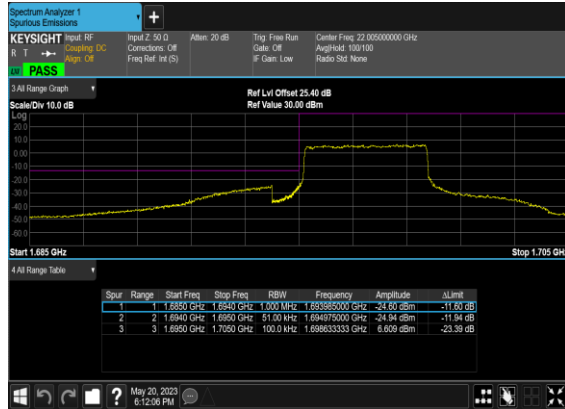 Spectrum Analyzer 1
Spurious Emissions
+
KEYSIGHT Input: RF Input Z: 50 Ω Atten: 20 dB Trig: Free Run Center Freq: 22.005000000 GHz
R T Coupling: DC Corrections: Off Gate: Off Avg|Hold: 100/100
Align: Off Freq Ref: Int (S) IF Gain: Low Radio Std: None
PASS
3 All Range Graph
Ref Lvl Offset 25.40 dB
Scale/Div 10.0 dB Ref Value 30.00 dBm
Log
20.0
10.0
0.00
-10.0
-20.0
-30.0
-40.0
-50.0
-60.0
Start 1.685 GHz Stop 1.705 GHz
4 All Range Table
Spur Range Start Freq Stop Freq RBW Frequency Amplitude ΔLimit
1 1 1.6850 GHz 1.6940 GHz 1.000 MHz 1.693985000 GHz -24.60 dBm -11.60 dB
2 2 1.6940 GHz 1.6950 GHz 51.00 kHz 1.694975000 GHz -24.94 dBm -11.94 dB
3 3 1.6950 GHz 1.7050 GHz 100.0 kHz 1.698633333 GHz 6.609 dBm -23.39 dB
?
May 20, 2023
6:12:06 PM